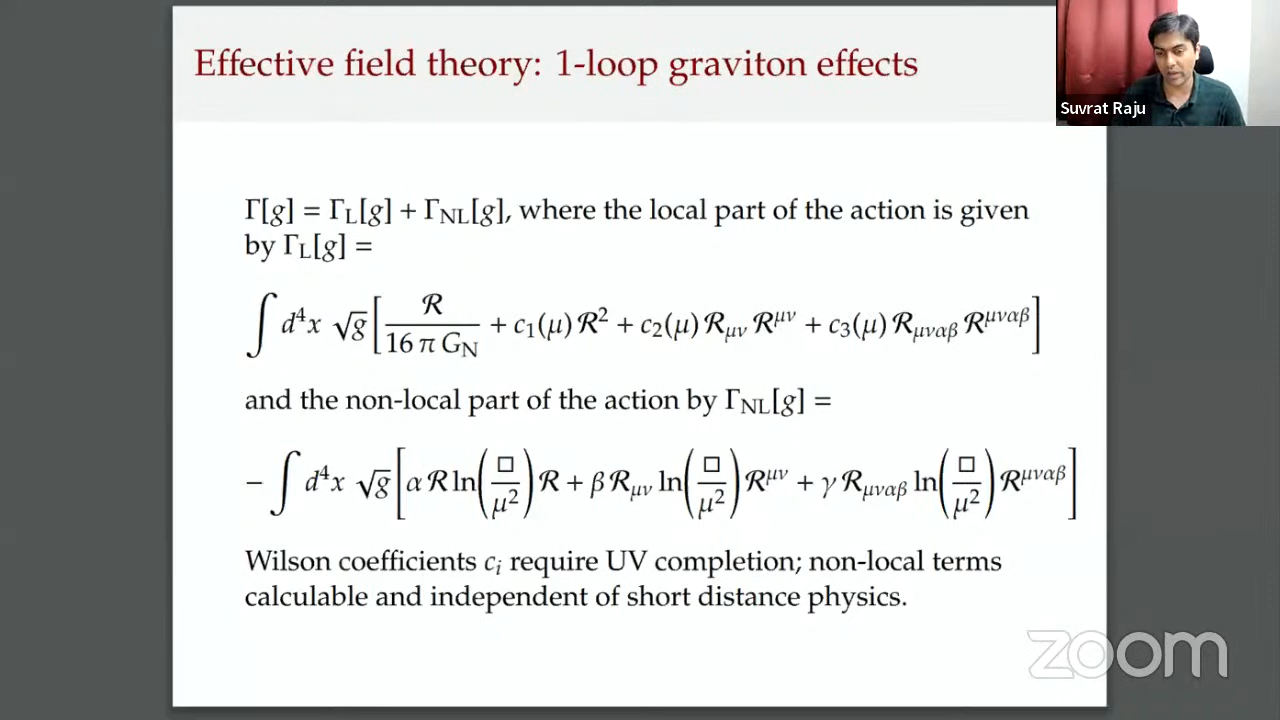 Effective field theory: 1-loop graviton effects
Suvrat Raju
Γ[g] = Γ_L[g] + Γ_NL[g], where the local part of the action is given
by Γ_L[g] =
∫ d⁴x √g [ ℛ / (16 π G_N) + c₁(μ) ℛ² + c₂(μ) ℛ_μν ℛ^μν + c₃(μ) ℛ_μναβ ℛ^μναβ ]
and the non-local part of the action by Γ_NL[g] =
− ∫ d⁴x √g [ α ℛ ln(□/μ²) ℛ + β ℛ_μν ln(□/μ²) ℛ^μν + γ ℛ_μναβ ln(□/μ²) ℛ^μναβ ]
Wilson coefficients c_i require UV completion; non-local terms
calculable and independent of short distance physics.
zoom